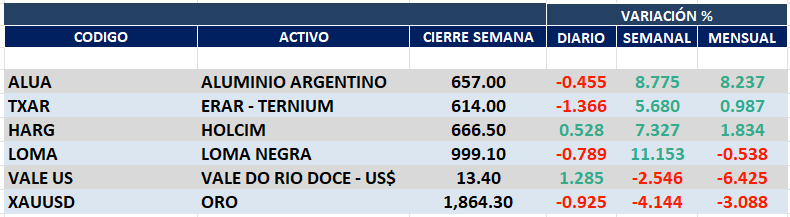 VARIACIÓN %
CODIGO ACTIVO CIERRE SEMANA DIARIO SEMANAL MENSUAL
ALUA ALUMINIO ARGENTINO 657.00 -0.455 8.775 8.237
TXAR ERAR - TERNIUM 614.00 -1.366 5.680 0.987
HARG HOLCIM 666.50 0.528 7.327 1.834
LOMA LOMA NEGRA 999.10 -0.789 11.153 -0.538
VALE US VALE DO RIO DOCE - US$ 13.40 1.285 -2.546 -6.425
XAUUSD ORO 1,864.30 -0.925 -4.144 -3.088